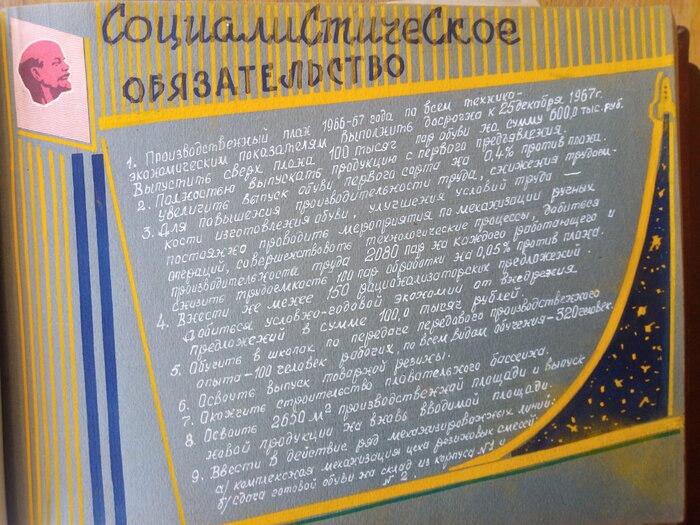 СОЦИАЛИСТИЧЕСКОЕ
ОБЯЗАТЕЛЬСТВО
1. Производственный план 1966-67 года по всем технико-
экономическим показателям выполнить досрочно к 25 декабря 1967г.
Выпустить сверх плана 100 тысяч пар обуви на сумму 600,0 тыс. руб.
2. Полностью выпускать продукцию с первого предъявления.
увеличить выпуск обуви первого сорта на 0,4% против плана.
3. Для повышения производительности труда, снижения трудоем-
кости изготовления обуви, улучшения условий труда —
постоянно проводить мероприятия по механизации ручных
операций, совершенствовать технологические процессы, добиться
производительности труда 2080 пар на каждого работающего и
снизить трудоемкость 100 пар обработки на 0,05% против плана.
4. Внести не менее 150 рационализаторских предложений.
Добиться условно-годовой экономии от внедрения
предложений в сумме 100,0 тысяч рублей.
5. Обучить в школах по передаче передового производственного
опыта-100 человек рабочих, по всем видам обучения-320 человек.
6. Освоить выпуск товарной резины.
7. Окончить строительство плавательного бассейна.
8. Освоить 2650 м² производственной площади и выпуск
новой продукции на вновь вводимой площади.
9. Ввести в действие ряд механизированных линий:
а) комплексная механизация цеха резиновых смесей
б) сдача готовой обуви на склад из корпуса №1 и
№ 2.